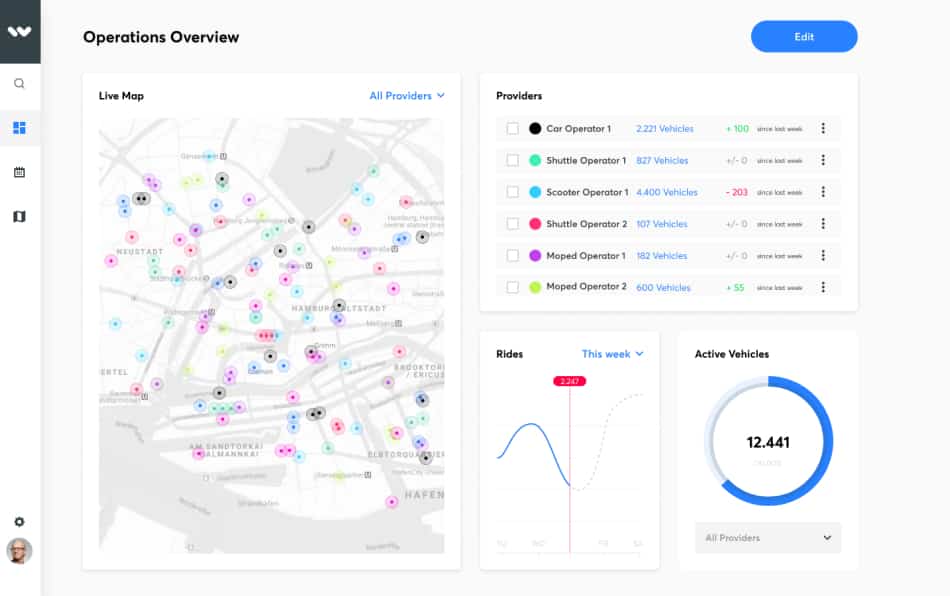 Operations Overview
Edit
Live Map
All Providers
NEUSTADT
HAMBURG-ALTSTADT
Meßberg
AM SANDTORKAI
DALMANNKAI
BROOKTORKAI
/ ERICUS
ELBTORQUARTIER
HAFEN
Providers
Car Operator 1 2.221 Vehicles + 100 since last week
Shuttle Operator 1 827 Vehicles +/- 0 since last week
Scooter Operator 1 4.400 Vehicles - 203 since last week
Shuttle Operator 2 107 Vehicles +/- 0 since last week
Moped Operator 1 182 Vehicles +/- 0 since last week
Moped Operator 2 600 Vehicles + 55 since last week
Rides
This week
2.247
Active Vehicles
12.441
All Providers